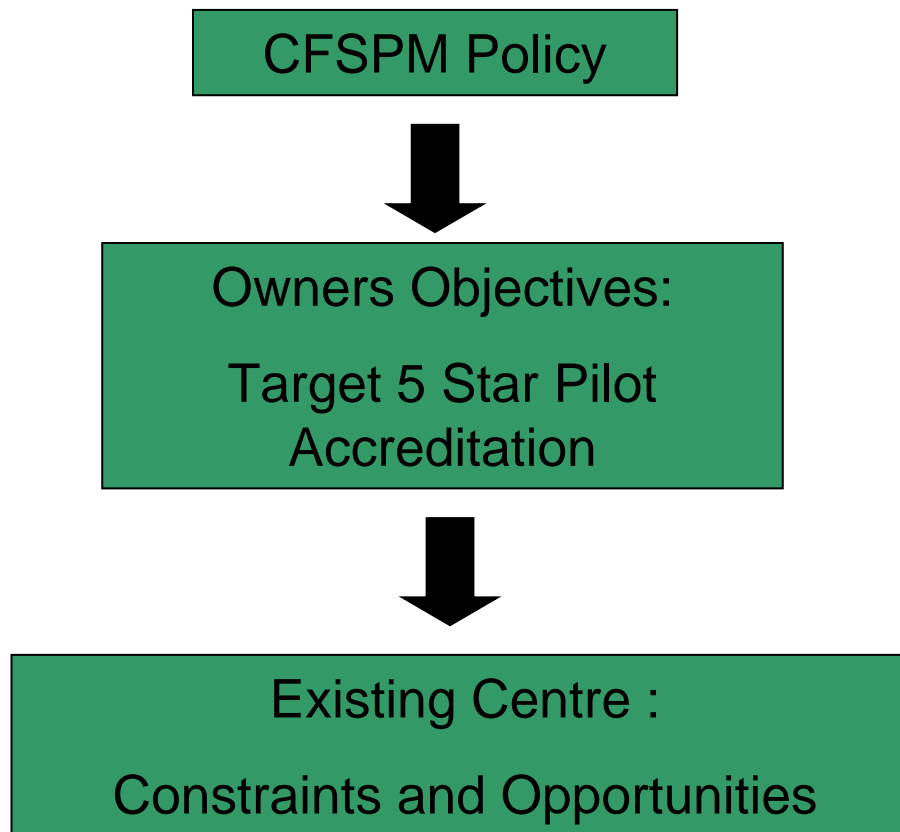 CFSPM Policy
Owners Objectives:
Target 5 Star Pilot
Accreditation
Existing Centre :
Constraints and Opportunities